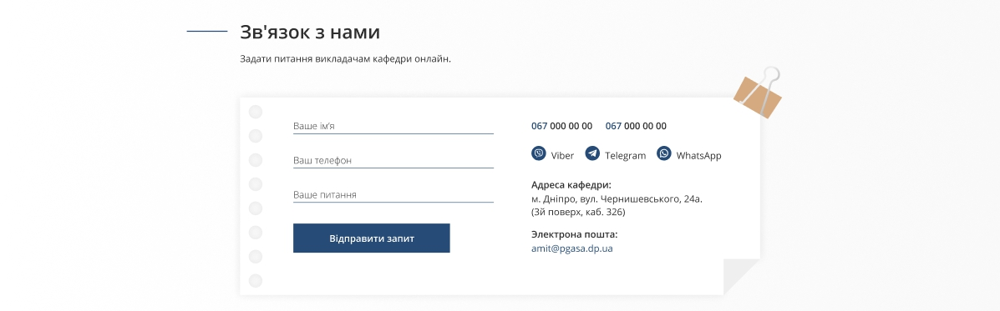 Зв'язок з нами
Задати питання викладачам кафедри онлайн.
Ваше ім'я
Ваш телефон
Ваше питання
Відправити запит
067 000 00 00 067 000 00 00
Viber Telegram WhatsApp
Адреса кафедри:
м. Дніпро, вул. Чернишевського, 24а.
(3й поверх, каб. 326)
Электрона пошта:
amit@pgasa.dp.ua